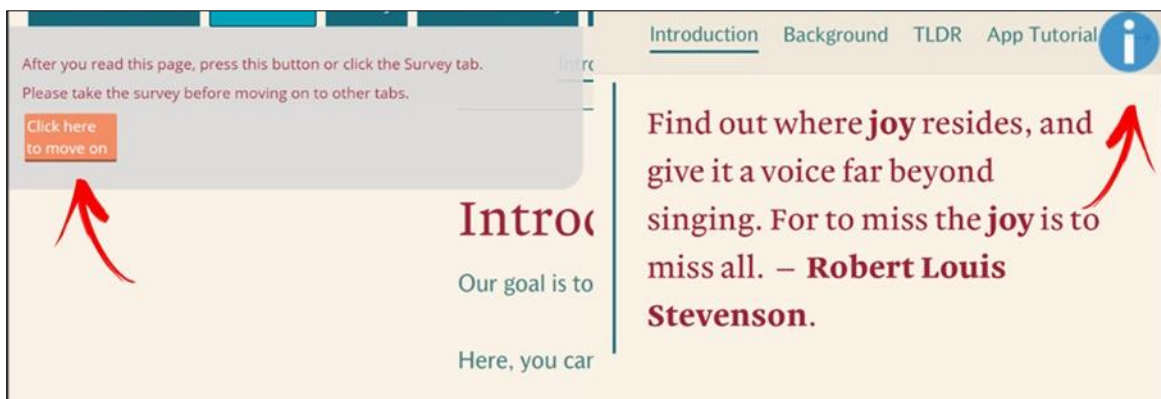 After you read this page, press this button or click the Survey tab.
Please take the survey before moving on to other tabs.
Click here
to move on
Introduction Background TLDR App Tutorial
i
Find out where joy resides, and
give it a voice far beyond
singing. For to miss the joy is to
miss all. – Robert Louis
Stevenson.
Our goal is to
Here, you can